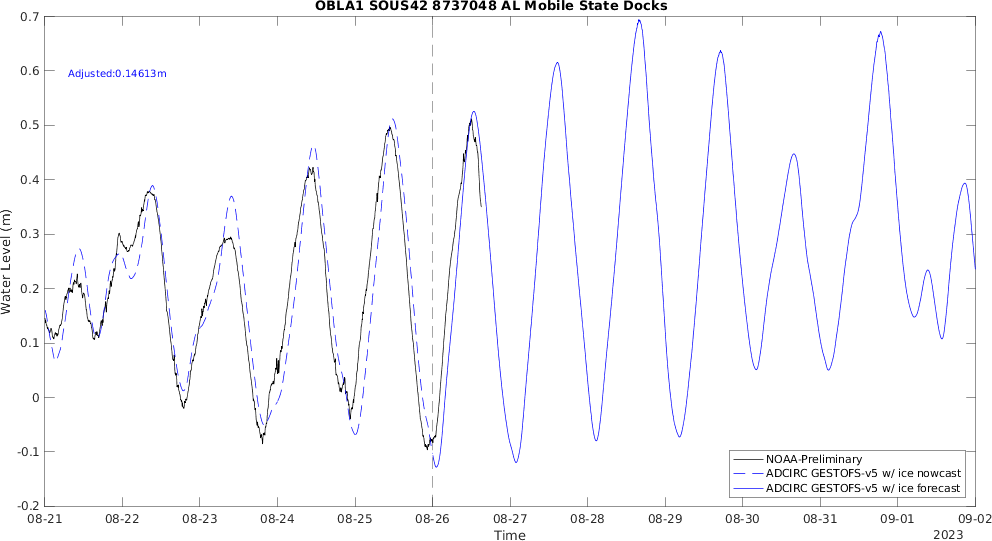 OBLA1 SOUS42 8737048 AL Mobile State Docks
Adjusted:0.14613m
Water Level (m)
0.7
0.6
0.5
0.4
0.3
0.2
0.1
0
-0.1
-0.2
NOAA-Preliminary
ADCIRC GESTOFS-v5 w/ ice nowcast
ADCIRC GESTOFS-v5 w/ ice forecast
08-21 08-22 08-23 08-24 08-25 08-26 08-27 08-28 08-29 08-30 08-31 09-01 09-02
Time
2023